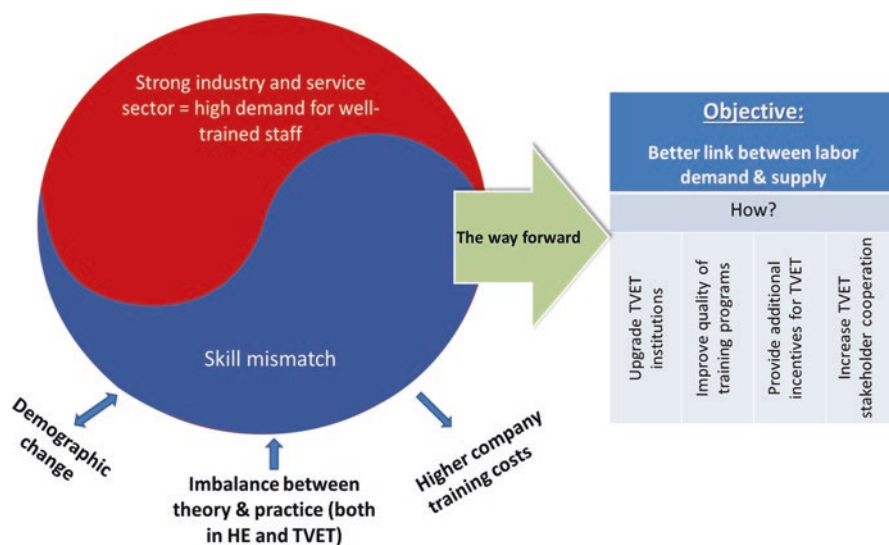 Strong industry and service
sector = high demand for well-
trained staff
Skill mismatch
Demographic
change
Imbalance between
theory & practice (both
in HE and TVET)
Higher company
training costs
The way forward
Objective:
Better link between labor
demand & supply
How?
Upgrade TVET
institutions
Improve quality of
training programs
Provide additional
incentives for TVET
Increase TVET
stakeholder cooperation